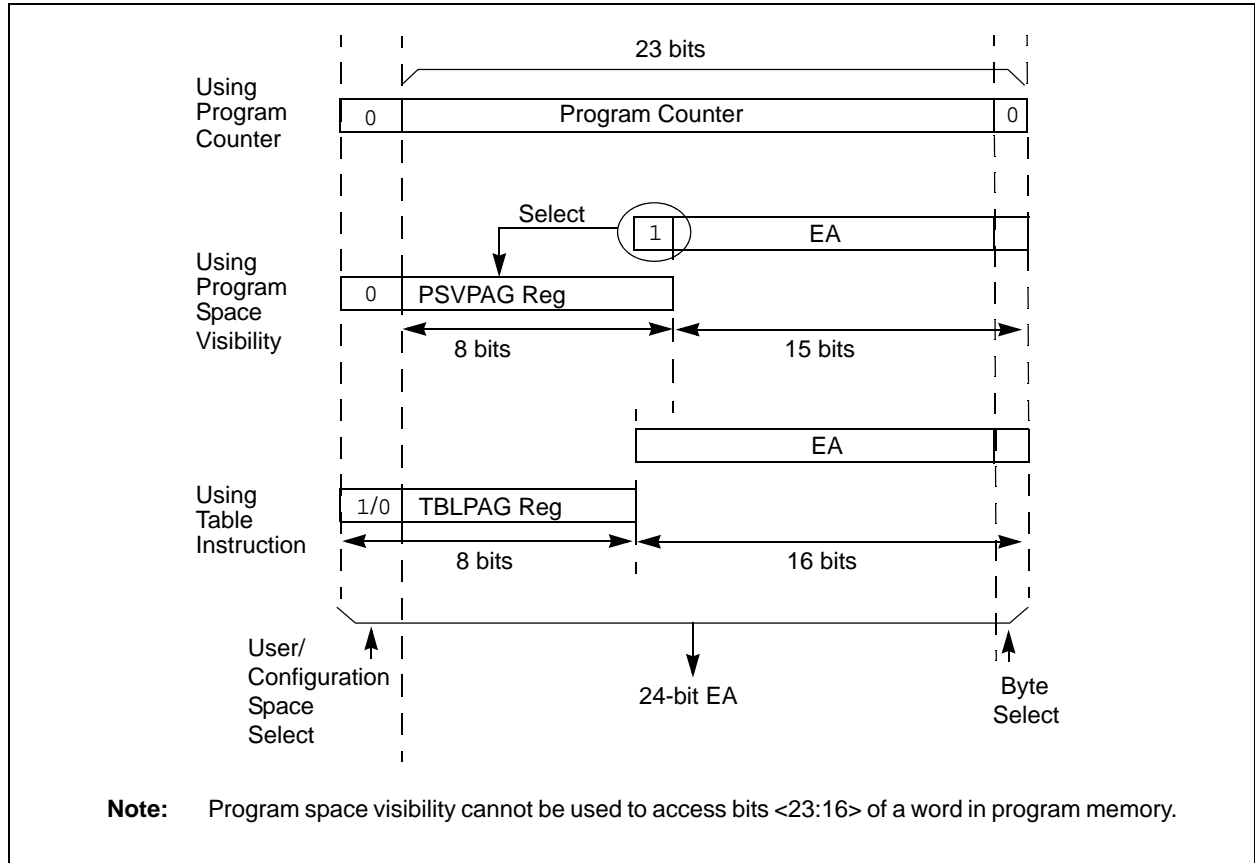 23 bits
Using
Program
Counter
0
Program Counter
0
Select
1
EA
Using
Program
Space
Visibility
0
PSVPAG Reg
8 bits
15 bits
EA
Using
Table
Instruction
1/0
TBLPAG Reg
8 bits
16 bits
User/
Configuration
Space
Select
24-bit EA
Byte
Select
Note: Program space visibility cannot be used to access bits <23:16> of a word in program memory.